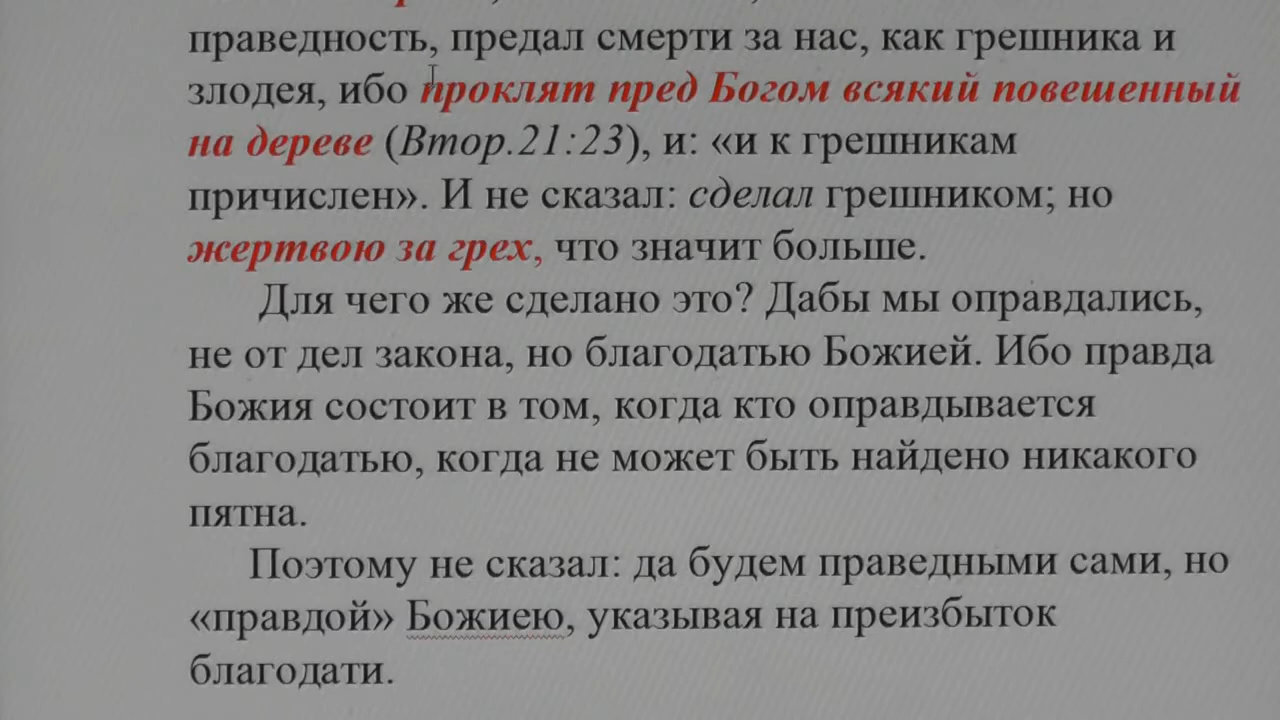 праведность, предал смерти за нас, как грешника и
злодея, ибо проклят пред Богом всякий повешенный
на дереве (Втор.21:23), и: «и к грешникам
причислен». И не сказал: сделал грешником; но
жертвою за грех, что значит больше.
Для чего же сделано это? Дабы мы оправдались,
не от дел закона, но благодатью Божией. Ибо правда
Божия состоит в том, когда кто оправдывается
благодатью, когда не может быть найдено никакого
пятна.
Поэтому не сказал: да будем праведными сами, но
«правдой» Божиею, указывая на преизбыток
благодати.